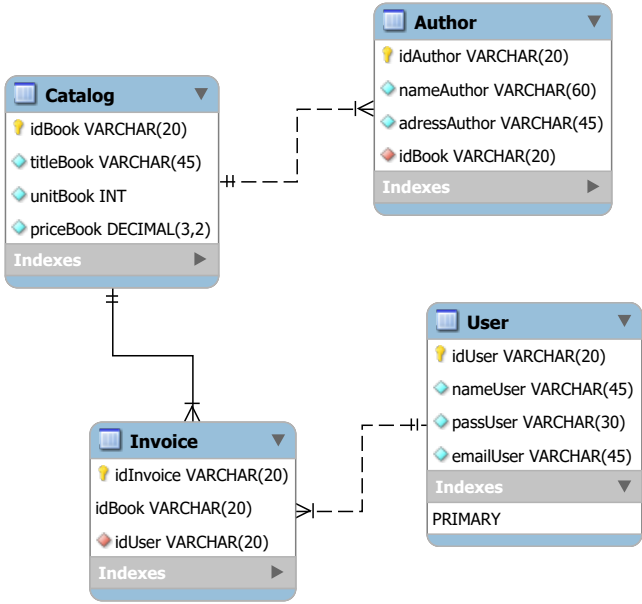 Author
idAuthor VARCHAR(20)
nameAuthor VARCHAR(60)
adressAuthor VARCHAR(45)
idBook VARCHAR(20)
Indexes
Catalog
idBook VARCHAR(20)
titleBook VARCHAR(45)
unitBook INT
priceBook DECIMAL(3,2)
Indexes
User
idUser VARCHAR(20)
nameUser VARCHAR(45)
passUser VARCHAR(30)
emailUser VARCHAR(45)
Indexes
PRIMARY
Invoice
idInvoice VARCHAR(20)
idBook VARCHAR(20)
idUser VARCHAR(20)
Indexes